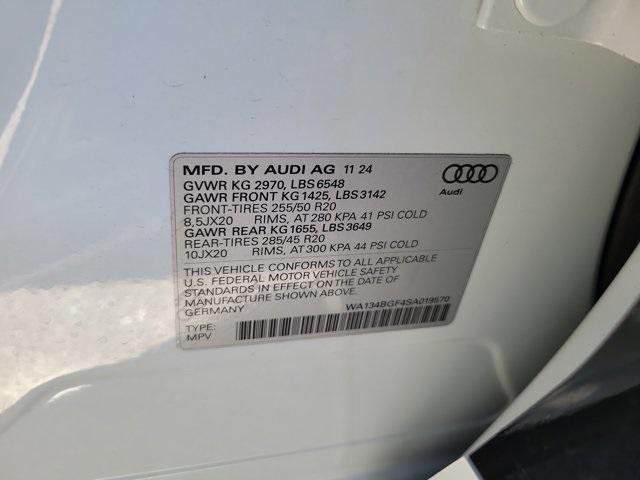 MFD. BY AUDI AG 11 24
GVWR KG 2970, LBS 6548
GAWR FRONT KG 1425, LBS 3142
FRONT-TIRES 255/50 R20
8,5JX20 RIMS, AT 280 KPA 41 PSI COLD
GAWR REAR KG 1655, LBS 3649
REAR-TIRES 285/45 R20
10JX20 RIMS, AT 300 KPA 44 PSI COLD
Audi
THIS VEHICLE CONFORMS TO ALL APPLICABLE
U.S. FEDERAL MOTOR VEHICLE SAFETY
STANDARDS IN EFFECT ON THE DATE OF
MANUFACTURE SHOWN ABOVE.
GERMANY
WA134BGF4SA019570
TYPE:
MPV